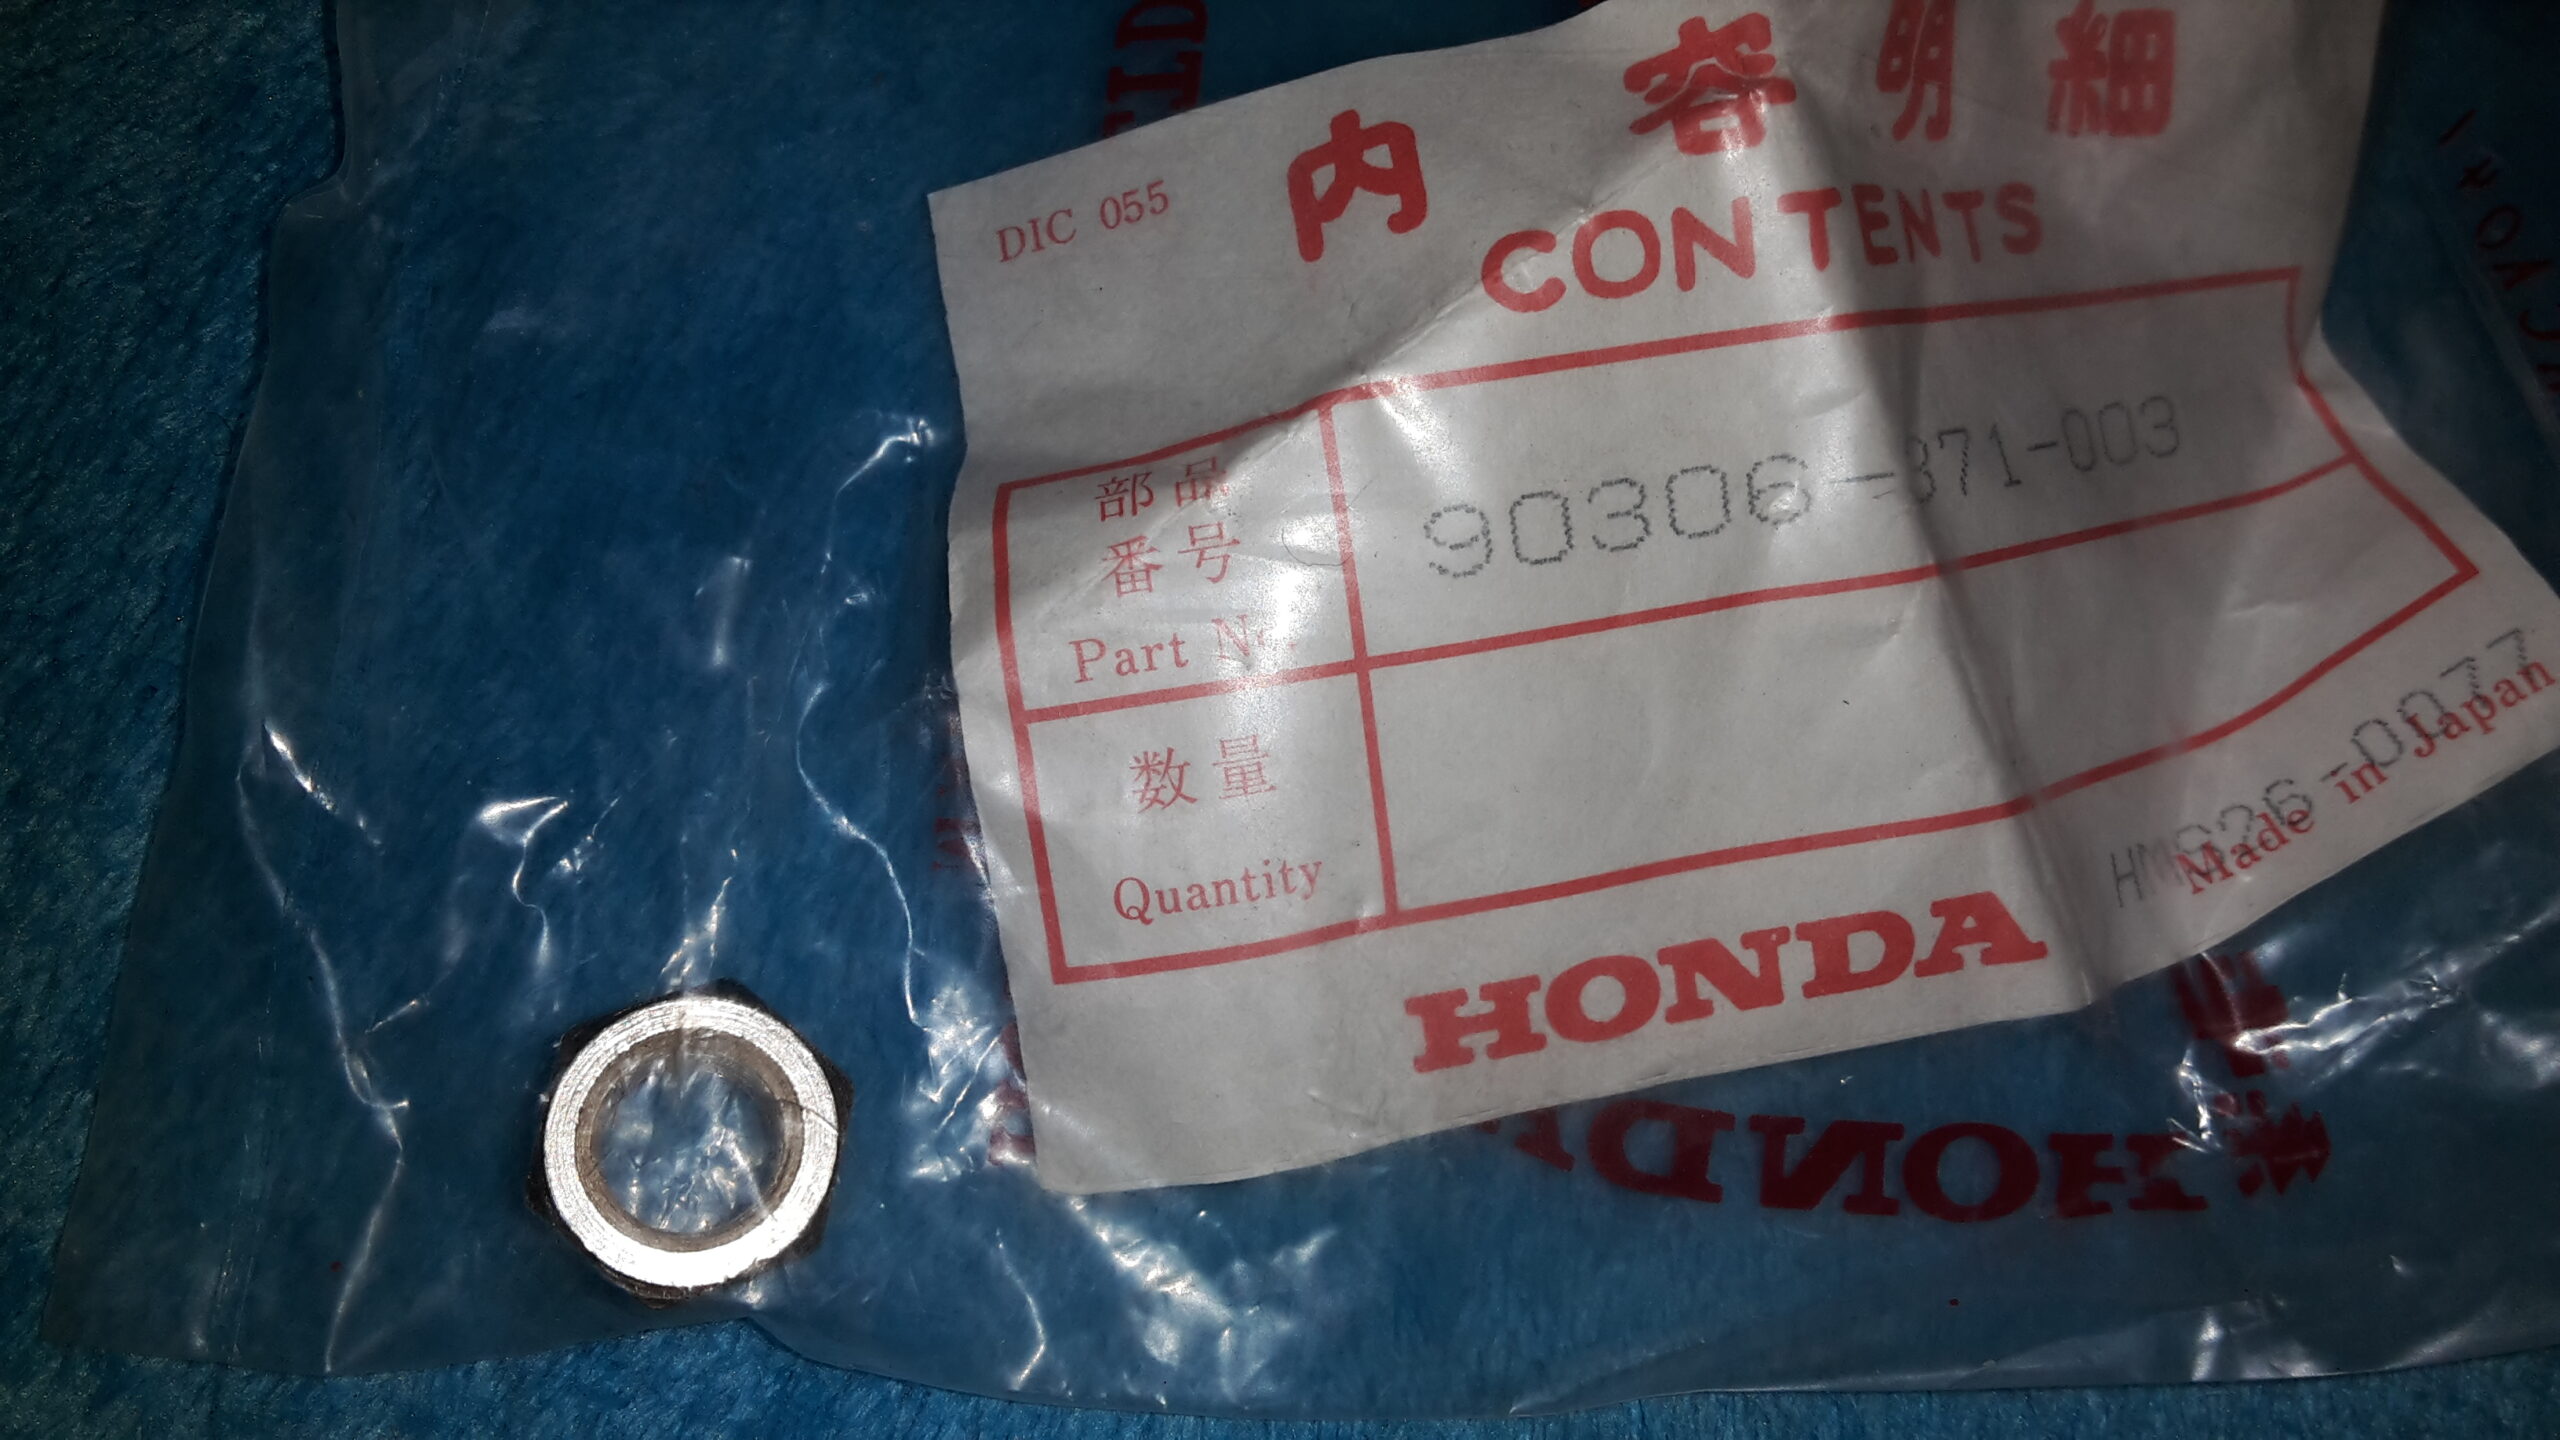 DIC 055
内容明細
CONTENTS
部品
番号
Part No.
90306-371-003
数量
Quantity
HM626-0077
Made in Japan
HONDA
HONDA